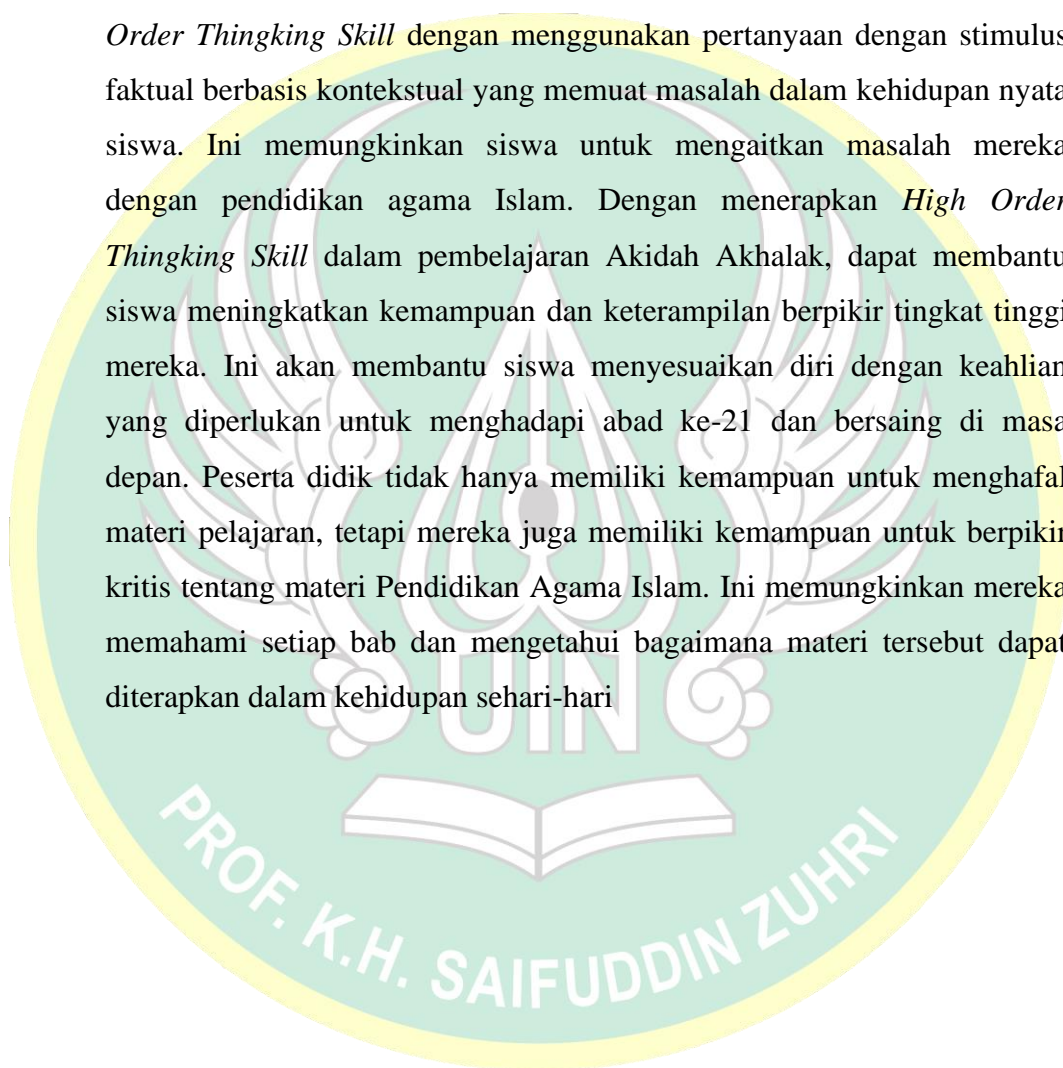 Order Thingking Skill dengan menggunakan pertanyaan dengan stimulus
faktual berbasis kontekstual yang memuat masalah dalam kehidupan nyata
siswa. Ini memungkinkan siswa untuk mengaitkan masalah mereka
dengan pendidikan agama Islam. Dengan menerapkan High Order
Thingking Skill dalam pembelajaran Akidah Akhalak, dapat membantu
siswa meningkatkan kemampuan dan keterampilan berpikir tingkat tinggi
mereka. Ini akan membantu siswa menyesuaikan diri dengan keahlian
yang diperlukan untuk menghadapi abad ke-21 dan bersaing di masa
depan. Peserta didik tidak hanya memiliki kemampuan untuk menghafal
materi pelajaran, tetapi mereka juga memiliki kemampuan untuk berpikir
kritis tentang materi Pendidikan Agama Islam. Ini memungkinkan mereka
memahami setiap bab dan mengetahui bagaimana materi tersebut dapat
diterapkan dalam kehidupan sehari-hari
UIN
PROF. K.H. SAIFUDDIN ZUHRI